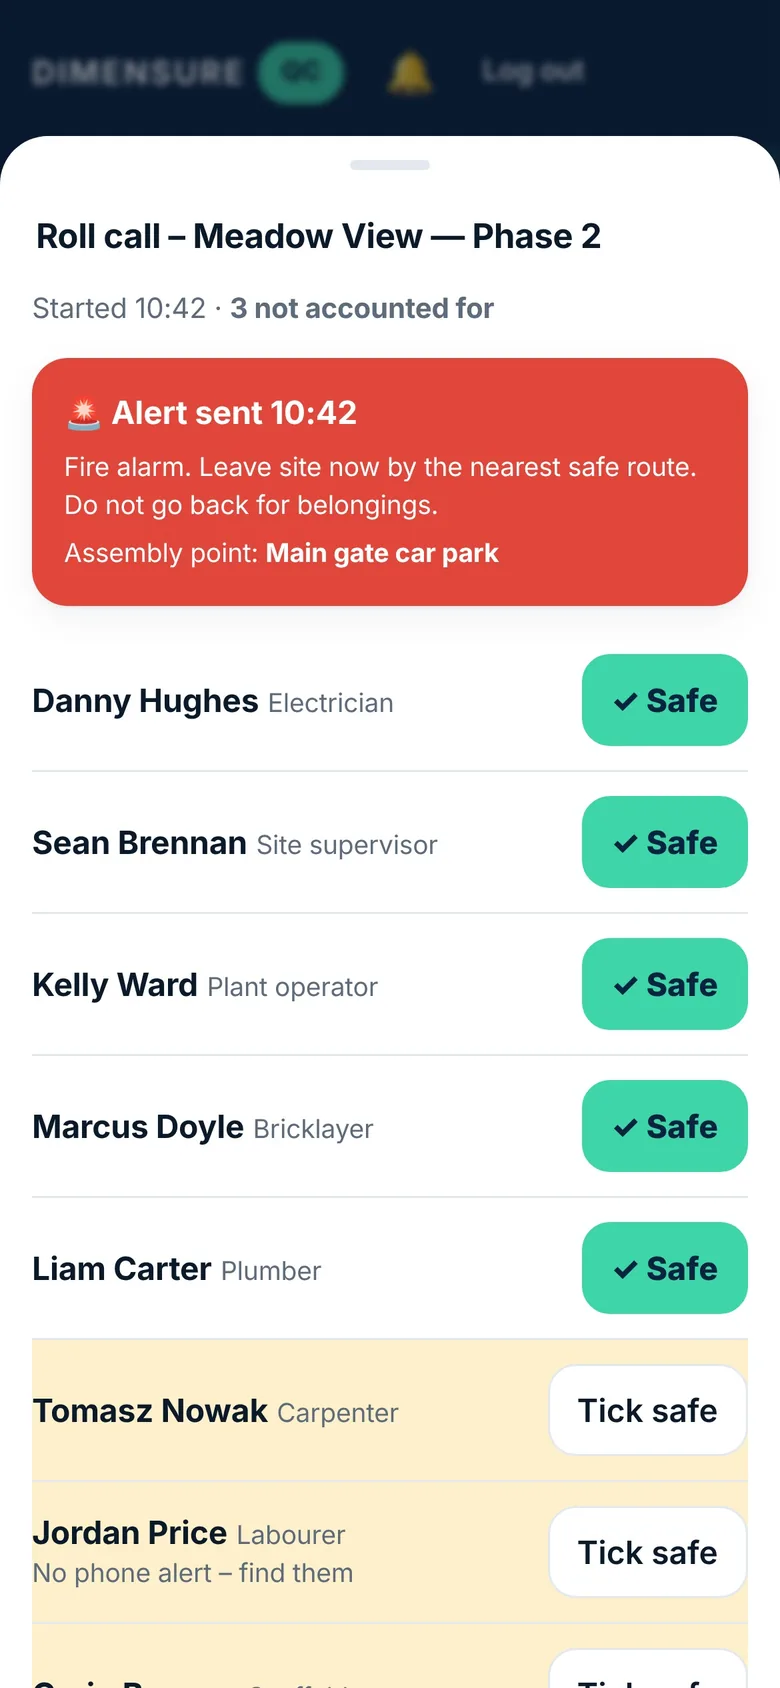 DIMENSURE QC Log out
Roll call – Meadow View — Phase 2
Started 10:42 · 3 not accounted for
Alert sent 10:42
Fire alarm. Leave site now by the nearest safe route.
Do not go back for belongings.
Assembly point: Main gate car park
Danny Hughes Electrician
✓ Safe
Sean Brennan Site supervisor
✓ Safe
Kelly Ward Plant operator
✓ Safe
Marcus Doyle Bricklayer
✓ Safe
Liam Carter Plumber
✓ Safe
Tomasz Nowak Carpenter
Tick safe
Jordan Price Labourer
No phone alert – find them
Tick safe